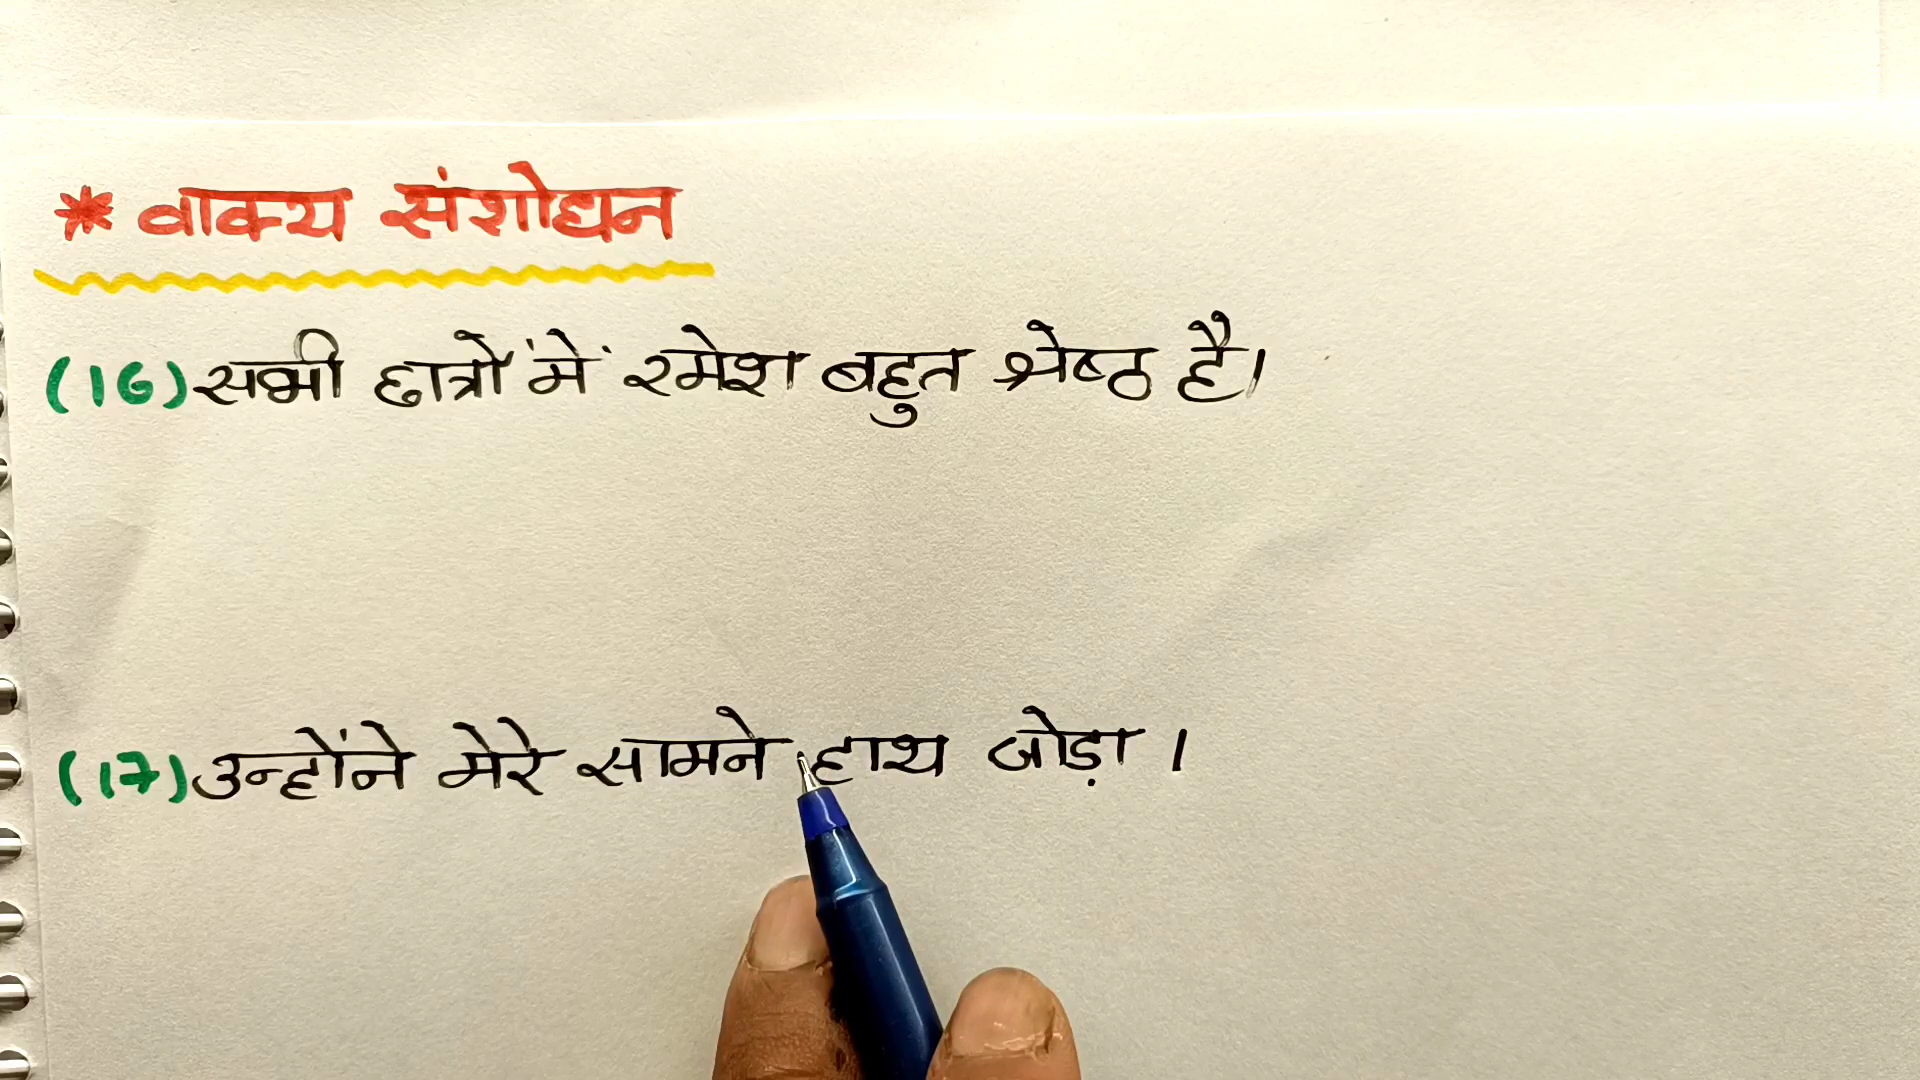 * वाक्य संशोधन
(16) सभी छात्रों में रमेश बहुत श्रेष्ठ है।
(17) उन्होंने मेरे सामने हाथ जोड़ा ।